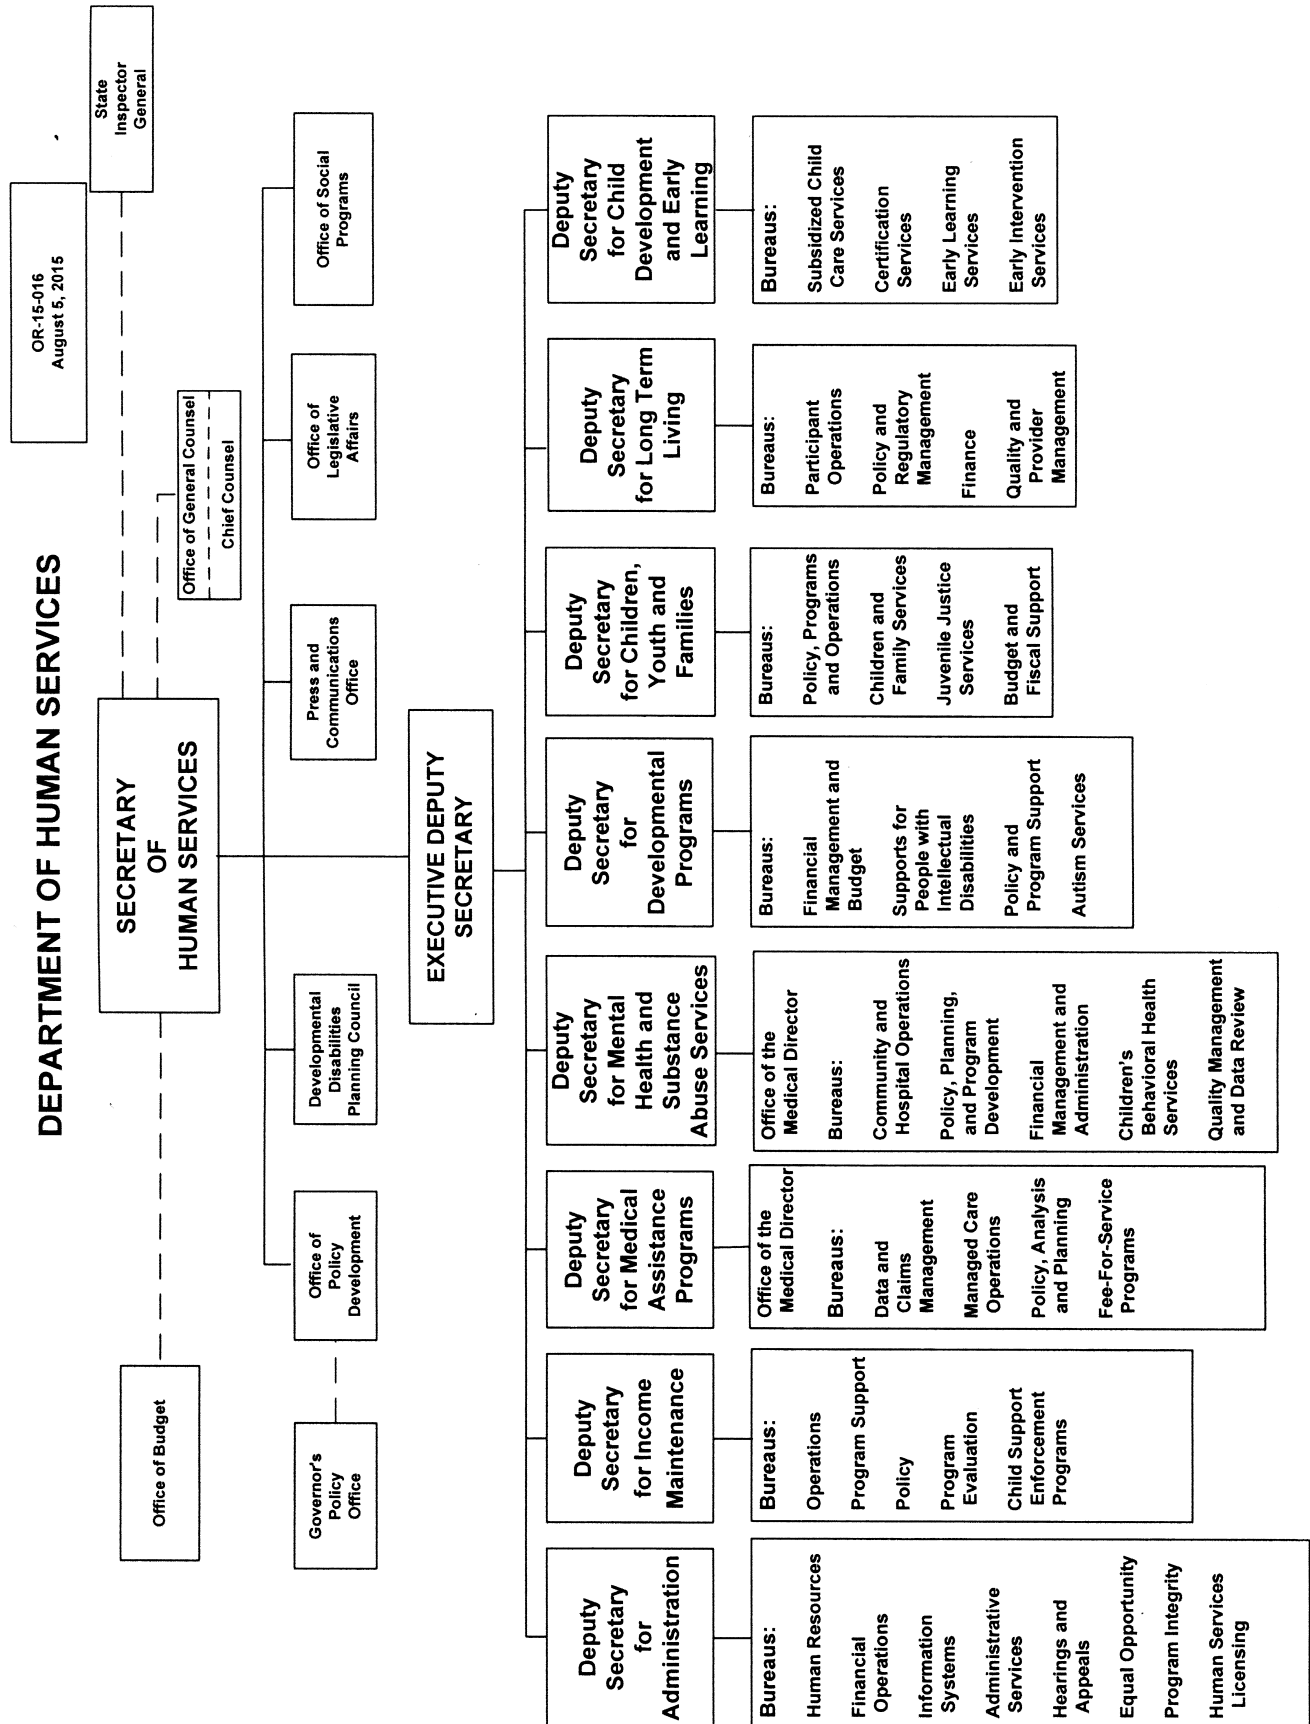 DEPARTMENT OF HUMAN SERVICES
OR-15-016
August 5, 2015
State
Inspector
General
SECRETARY
OF
HUMAN SERVICES
Office of Budget
Office of General Counsel
Chief Counsel
Governor's
Policy
Office
Office of
Policy
Development
Developmental
Disabilities
Planning Council
Press and
Communications
Office
Office of
Legislative
Affairs
Office of Social
Programs
EXECUTIVE DEPUTY
SECRETARY
Deputy
Secretary
for
Administration
Bureaus:
Human Resources
Financial
Operations
Information
Systems
Administrative
Services
Hearings and
Appeals
Equal Opportunity
Program Integrity
Human Services
Licensing
Deputy
Secretary
for Income
Maintenance
Bureaus:
Operations
Program Support
Policy
Program
Evaluation
Child Support
Enforcement
Programs
Deputy
Secretary
for Medical
Assistance
Programs
Office of the
Medical Director
Bureaus:
Data and
Claims
Management
Managed Care
Operations
Policy, Analysis
and Planning
Fee-For-Service
Programs
Deputy
Secretary
for Mental
Health and
Substance
Abuse Services
Office of the
Medical Director
Bureaus:
Community and
Hospital Operations
Policy, Planning,
and Program
Development
Financial
Management and
Administration
Children's
Behavioral Health
Services
Quality Management
and Data Review
Deputy
Secretary
for
Developmental
Programs
Bureaus:
Financial
Management and
Budget
Supports for
People with
Intellectual
Disabilities
Policy and
Program Support
Autism Services
Deputy
Secretary
for Children,
Youth and
Families
Bureaus:
Policy, Programs
and Operations
Children and
Family Services
Juvenile Justice
Services
Budget and
Fiscal Support
Deputy
Secretary
for Long Term
Living
Bureaus:
Participant
Operations
Policy and
Regulatory
Management
Finance
Quality and
Provider
Management
Deputy
Secretary
for Child
Development
and Early
Learning
Bureaus:
Subsidized Child
Care Services
Certification
Services
Early Learning
Services
Early Intervention
Services